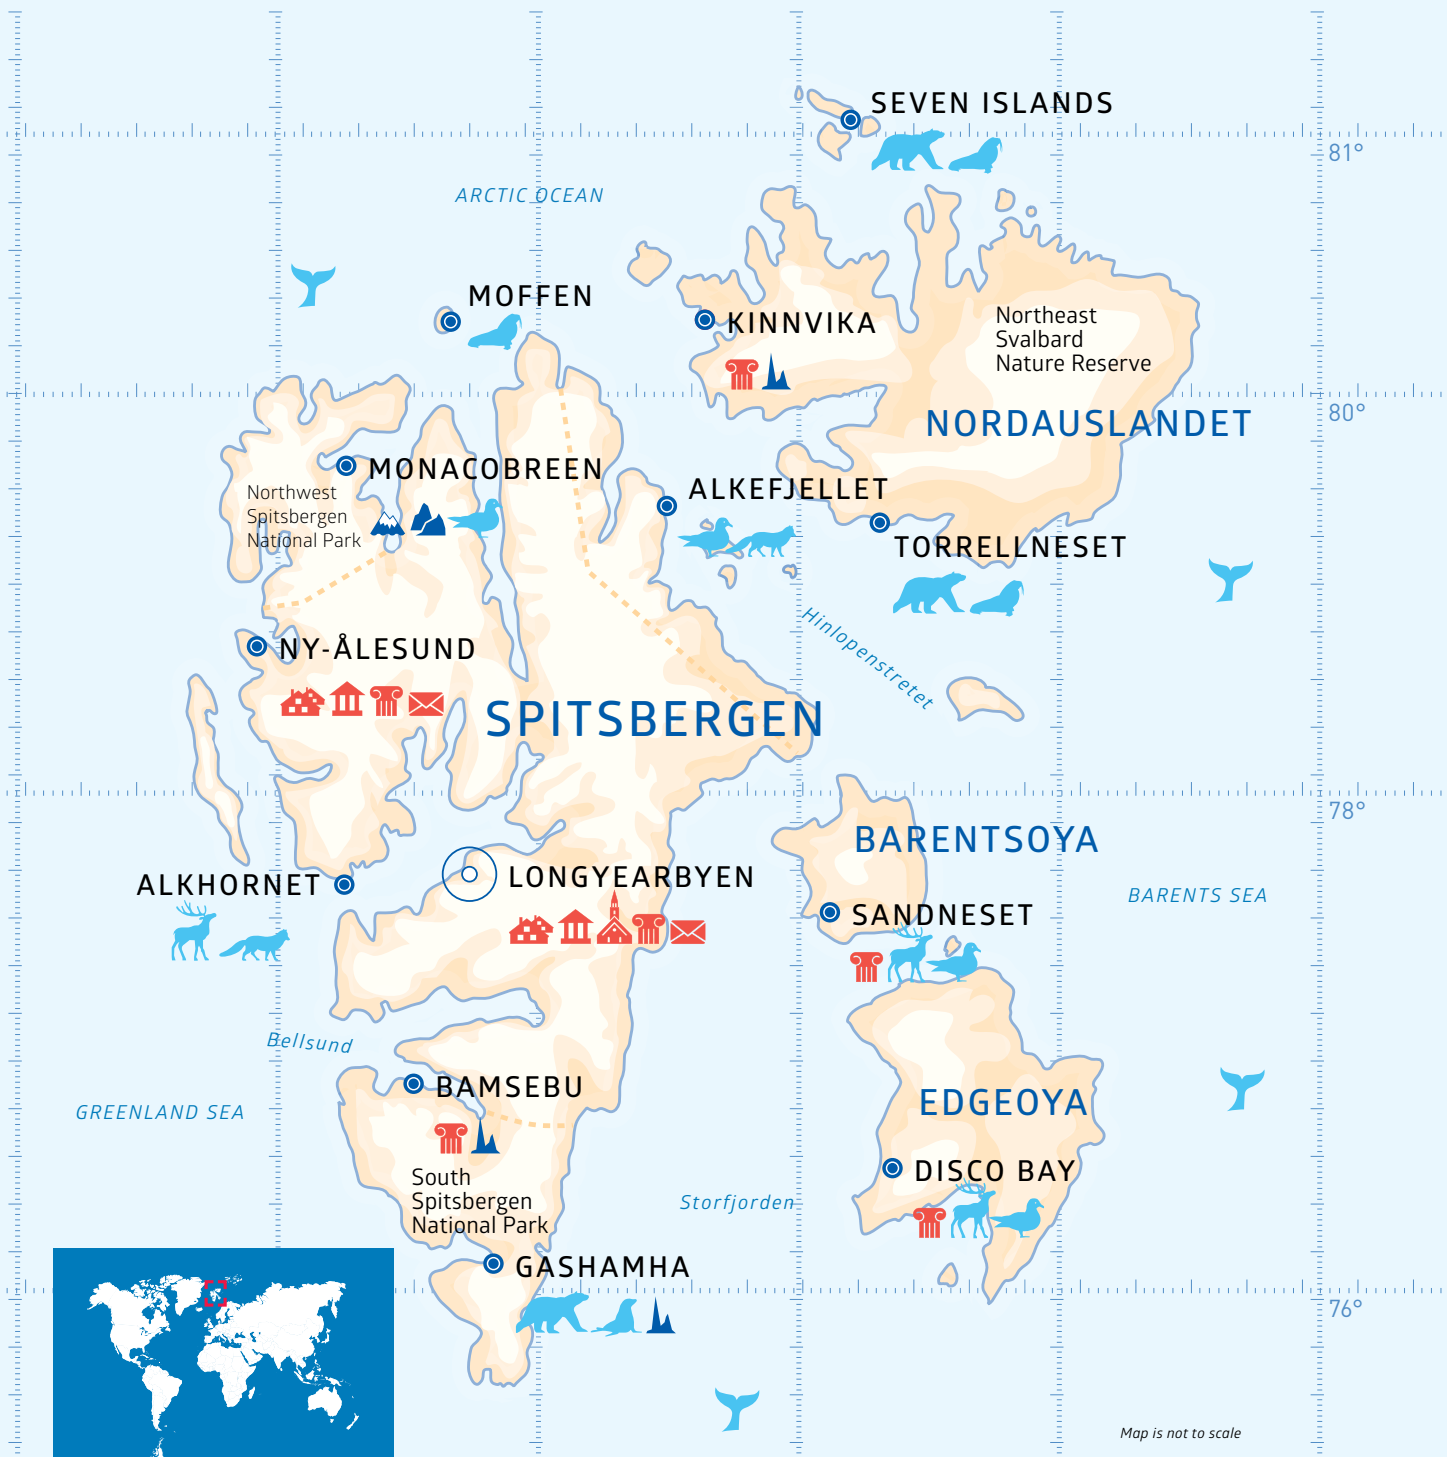 SEVEN ISLANDS
81°
ARCTIC OCEAN
MOFFEN
KINNVIKA
Northeast
Svalbard
Nature Reserve
80°
NORDAUSLANDET
MONACOBREEN
ALKEFJELLET
Northwest
Spitsbergen
National Park
TORRELLNESET
Hinlopenstretet
NY-ÅLESUND
SPITSBERGEN
78°
BARENTSOYA
LONGYEARBYEN
ALKHORNET
BARENTS SEA
SANDNESET
Bellsund
BAMSEBU
EDGEOYA
GREENLAND SEA
DISCO BAY
South
Spitsbergen
National Park
Storfjorden
GASHAMHA
76°
Map is not to scale